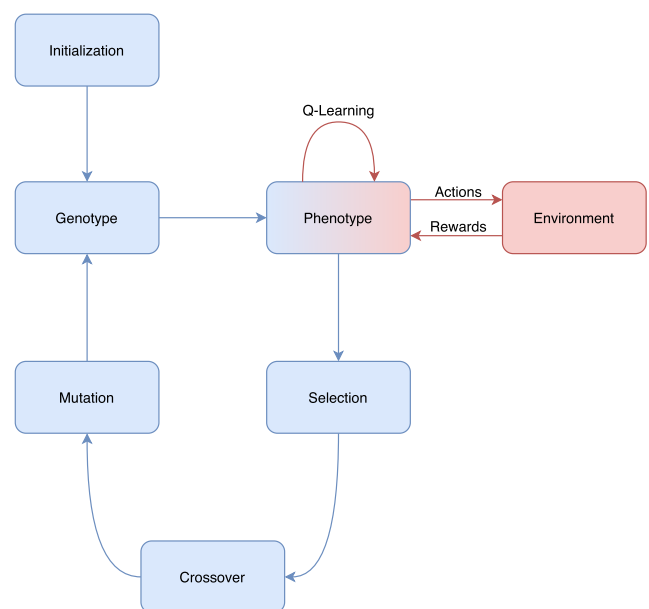 Initialization
Q-Learning
Genotype
Phenotype
Actions
Rewards
Environment
Mutation
Selection
Crossover